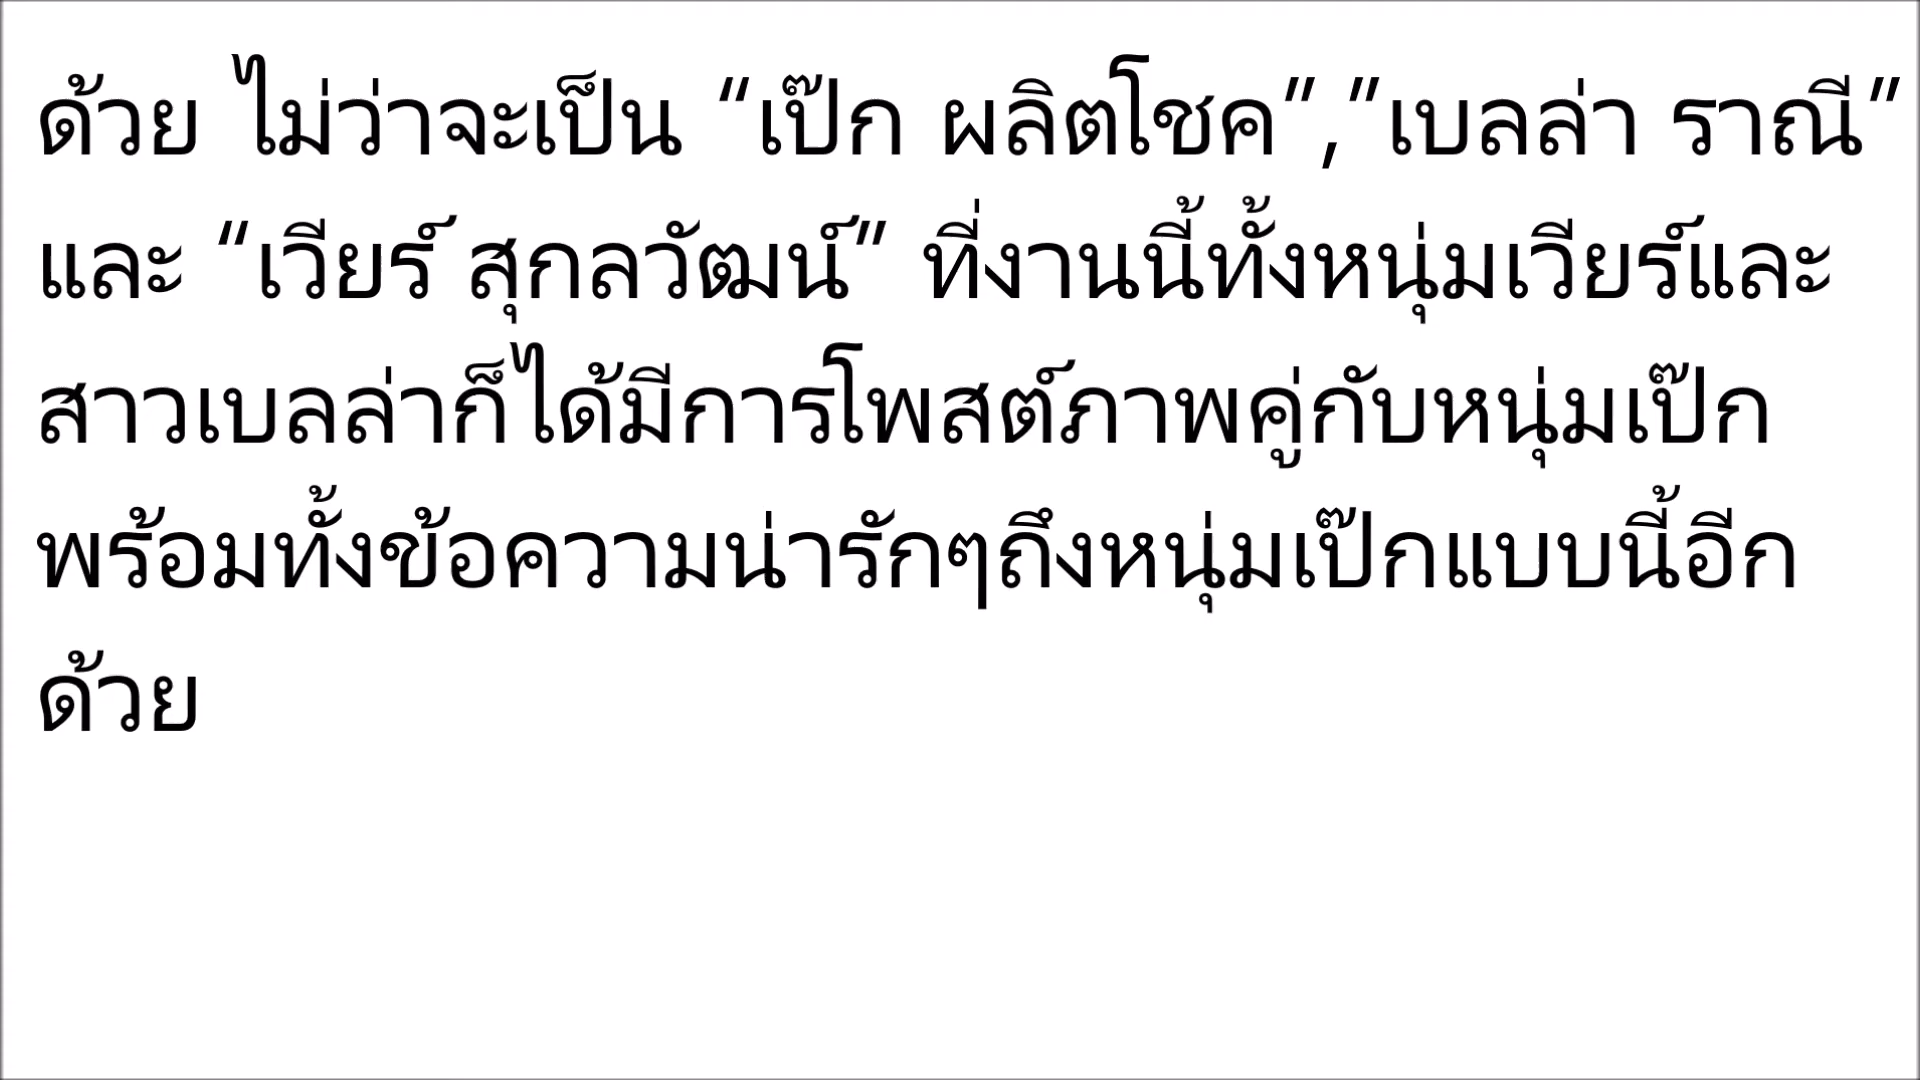 ด้วย ไม่ว่าจะเป็น “เป๊ก ผลิตโชค”,”เบลล่า ราณี”
และ “เวียร์ สุกลวัฒน์” ที่งานนี้ทั้งหนุ่มเวียร์และ
สาวเบลล่าก็ได้มีการโพสต์ภาพคู่กับหนุ่มเป๊ก
พร้อมทั้งข้อความน่ารักๆถึงหนุ่มเป๊กแบบนี้อีก
ด้วย